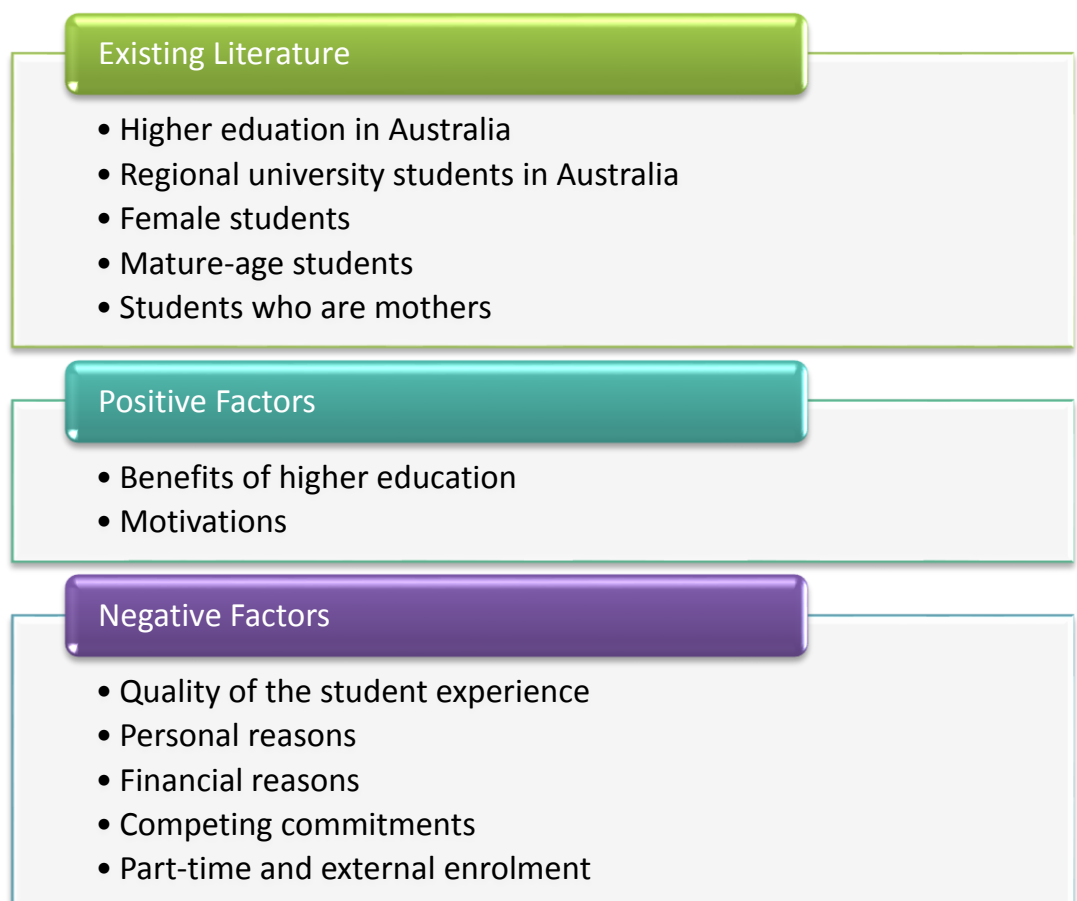 Existing Literature
• Higher eduation in Australia
• Regional university students in Australia
• Female students
• Mature-age students
• Students who are mothers
Positive Factors
• Benefits of higher education
• Motivations
Negative Factors
• Quality of the student experience
• Personal reasons
• Financial reasons
• Competing commitments
• Part-time and external enrolment